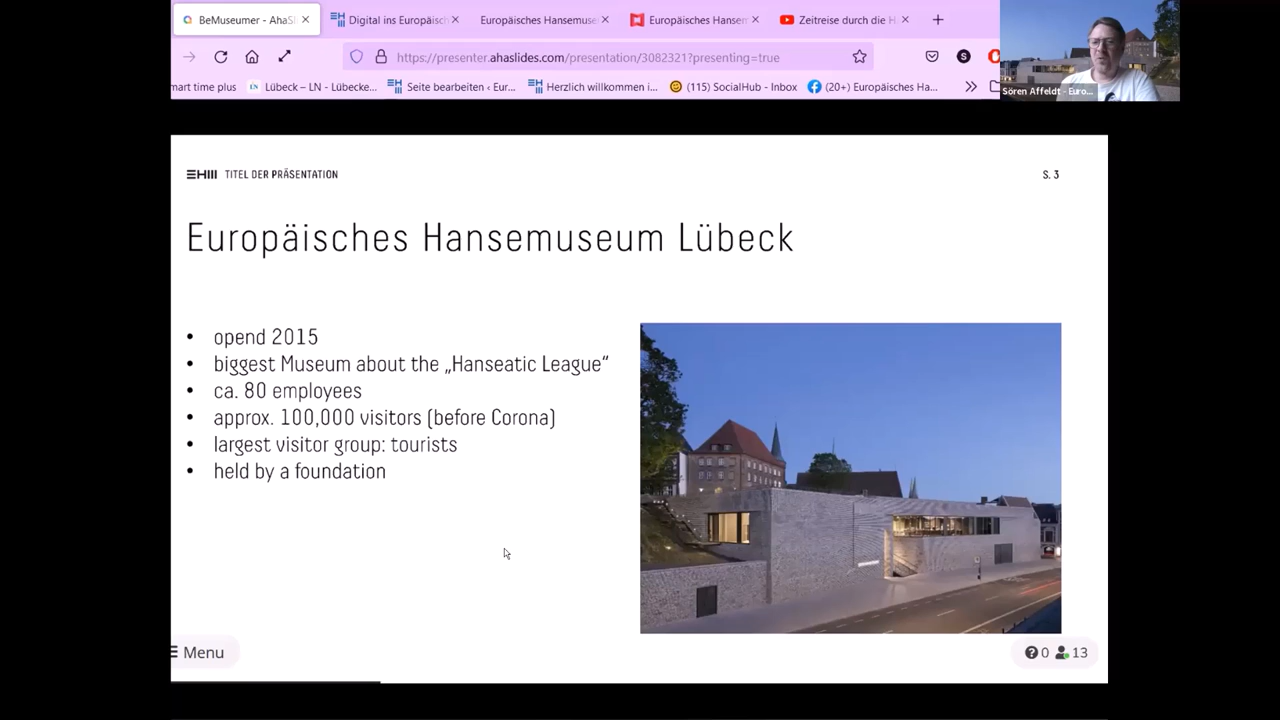 BeMuseumer - AhaSli
Digital ins Europäisch
Europäisches Hansemuse
Europäisches Hansem
Zeitreise durch die H
https://presenter.ahaslides.com/presentation/3082321?presenting=true
mart time plus
Lübeck – LN - Lübecke...
Seite bearbeiten ‹ Eur...
Herzlich willkommen i...
(115) SocialHub - Inbox
(20+) Europäisches Ha...
Sören Affeldt - Euro...
EHM TITEL DER PRÄSENTATION
S. 3
Europäisches Hansemuseum Lübeck
• opend 2015
• biggest Museum about the „Hanseatic League“
• ca. 80 employees
• approx. 100,000 visitors (before Corona)
• largest visitor group: tourists
• held by a foundation
Menu
0 13